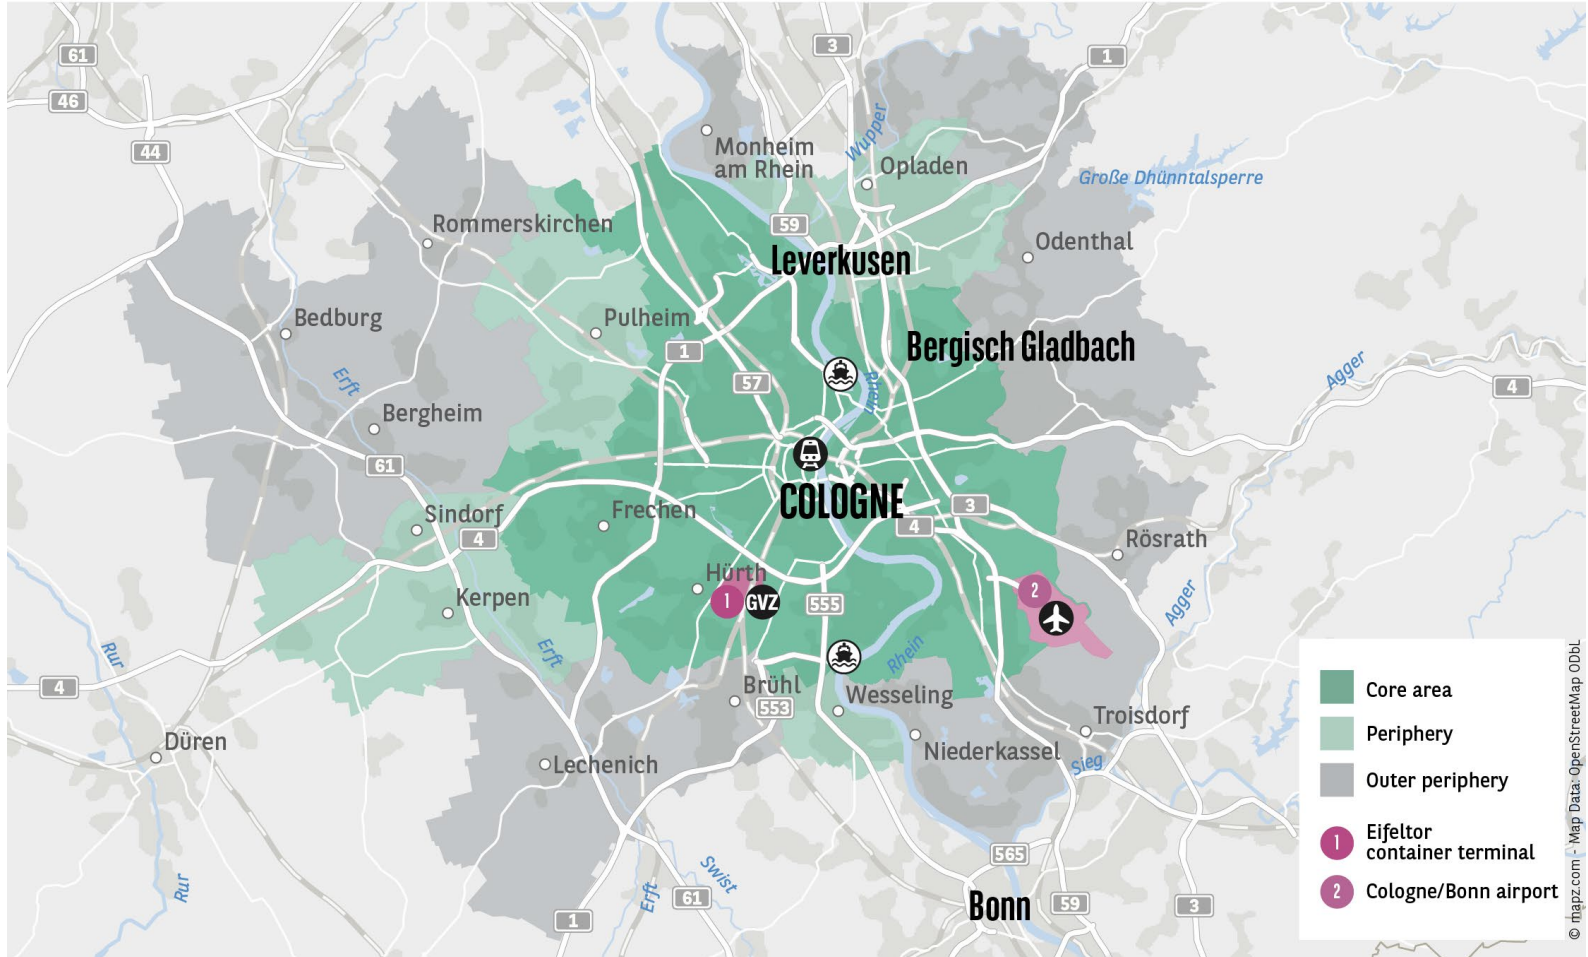 61
3
1
46
44
Monheim
am Rhein
Wupper
Opladen
Große Dhünntalsperre
Rommerskirchen
59
Odenthal
Leverkusen
Bedburg
Pulheim
1
Bergisch Gladbach
Erft
57
Rhein
Agger
4
Bergheim
61
COLOGNE
Sindorf
Frechen
3
4
4
Rösrath
Hürth
1
GVZ
555
2
Kerpen
Agger
Rur
Erft
Rhein
4
Brühl
Wesseling
553
Troisdorf
Düren
Niederkassel
Sieg
Lechenich
565
Rur
Erft
Swist
61
Bonn
59
3
1
Core area
Periphery
Outer periphery
1
Eifeltor
container terminal
2
Cologne/Bonn airport
© mapz.com - Map Data: OpenStreetMap ODbL